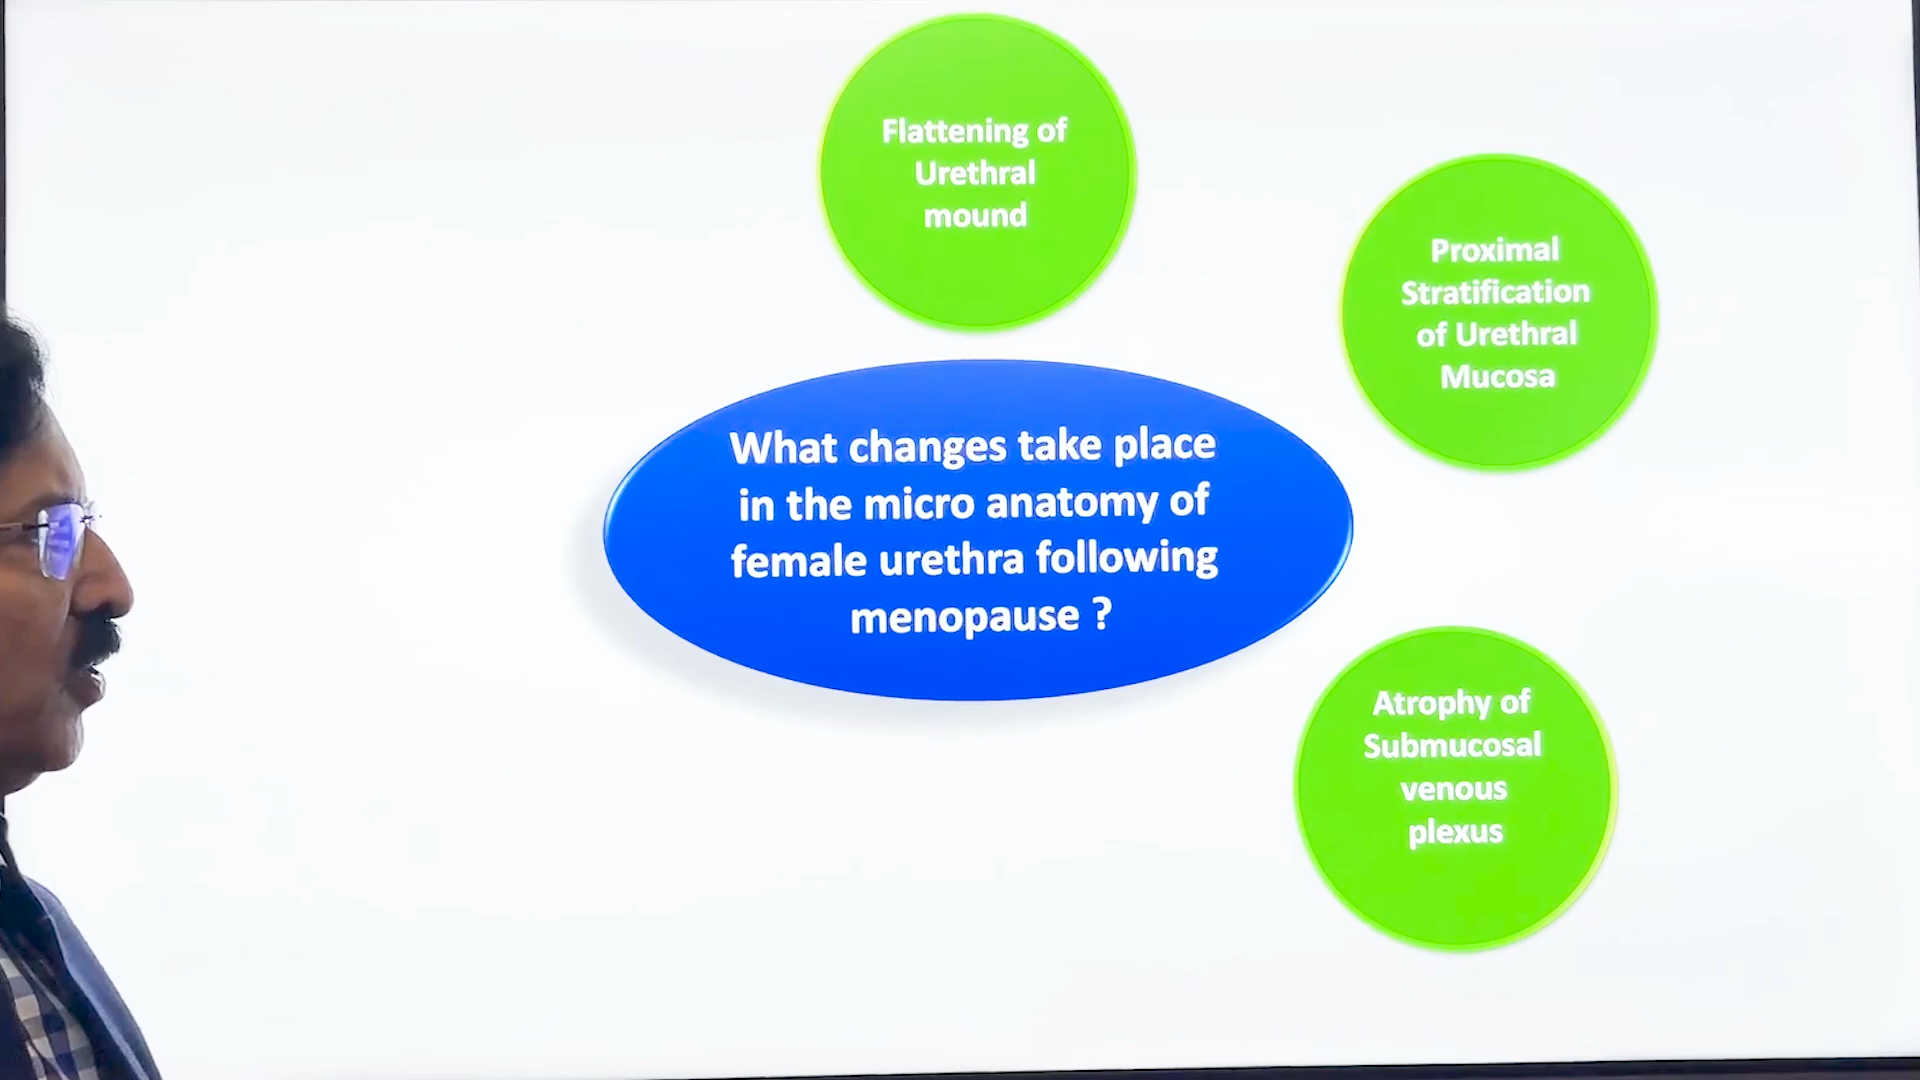 Flattening of
Urethral
mound
Proximal
Stratification
of Urethral
Mucosa
What changes take place
in the micro anatomy of
female urethra following
menopause ?
Atrophy of
Submucosal
venous
plexus